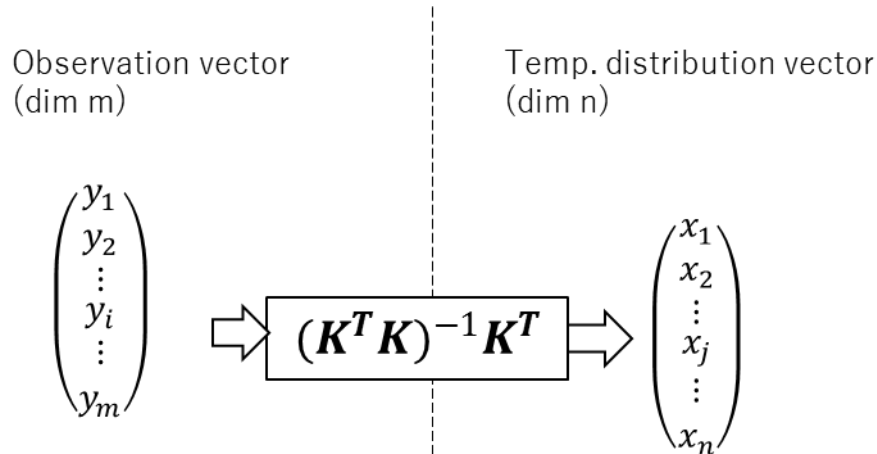 Observation vector
(dim m)
Temp. distribution vector
(dim n)
y₁
y₂
⋮
yᵢ
⋮
yₘ
(𝑲ᵀ𝑲)⁻¹𝑲ᵀ
x₁
x₂
⋮
xⱼ
⋮
xₙ